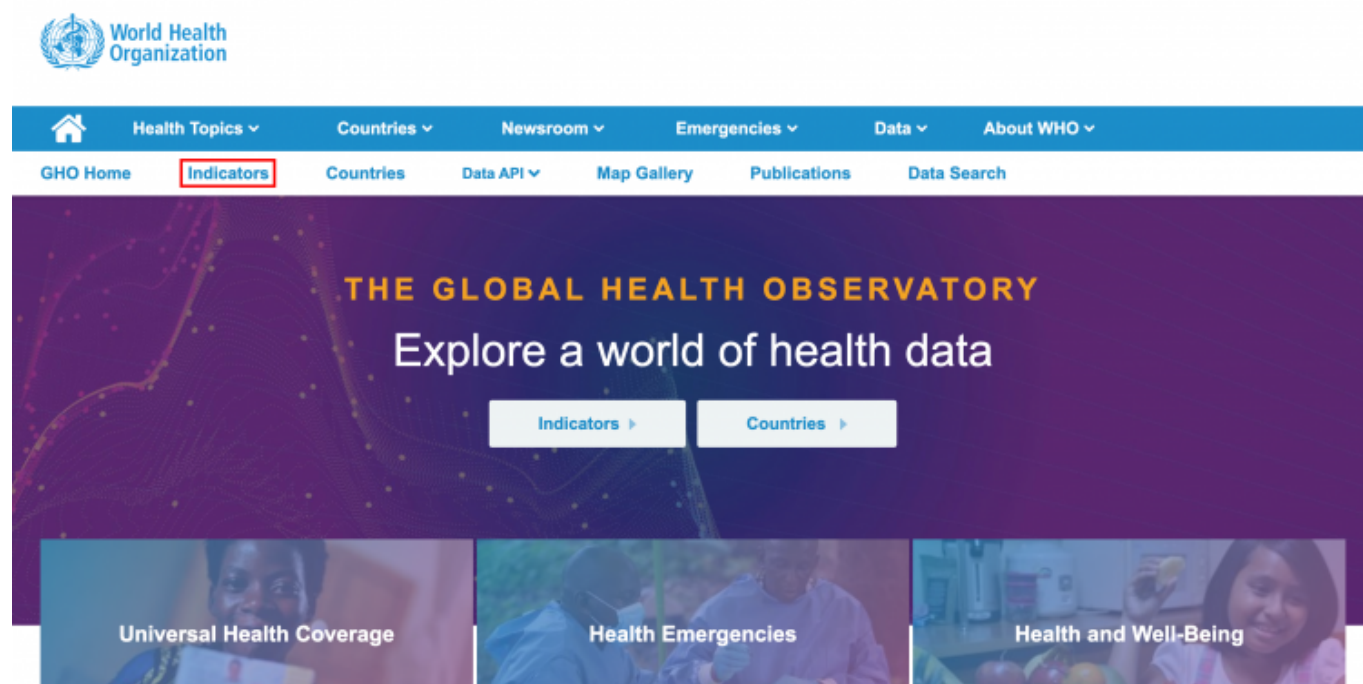 World Health
Organization
Health Topics Countries Newsroom Emergencies Data About WHO
GHO Home Indicators Countries Data API Map Gallery Publications Data Search
THE GLOBAL HEALTH OBSERVATORY
Explore a world of health data
Indicators Countries
Universal Health Coverage Health Emergencies Health and Well-Being